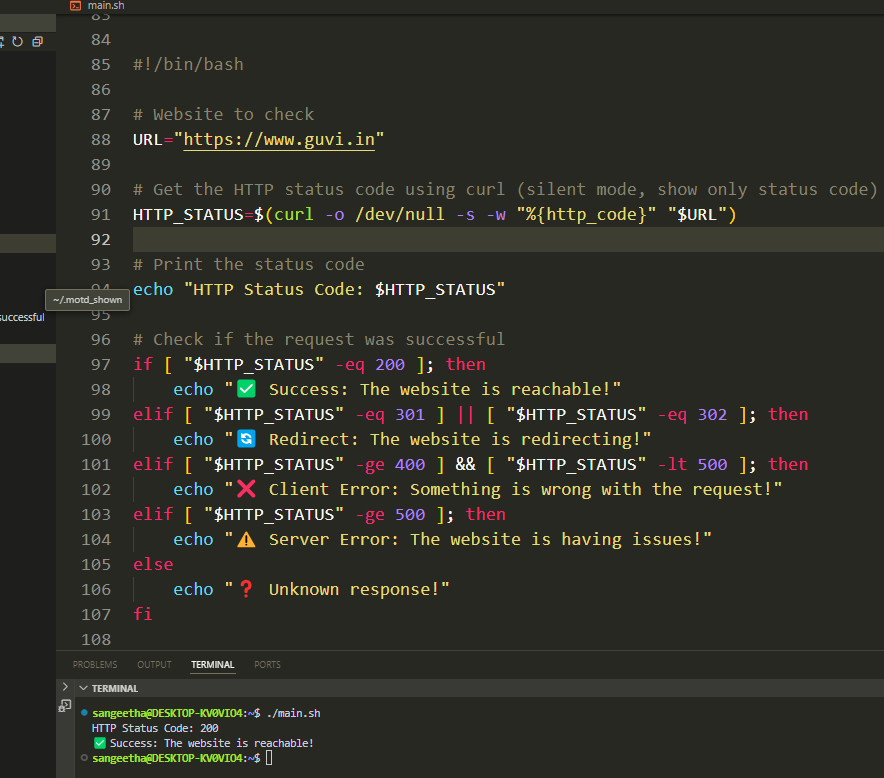 main.sh
83
84
85 #!/bin/bash
86
87 # Website to check
88 URL="https://www.guvi.in"
89
90 # Get the HTTP status code using curl (silent mode, show only status code)
91 HTTP_STATUS=$(curl -o /dev/null -s -w "%{http_code}" "$URL")
92
93 # Print the status code
94 echo "HTTP Status Code: $HTTP_STATUS"
~/.motd_shown
95
successful
96 # Check if the request was successful
97 if [ "$HTTP_STATUS" -eq 200 ]; then
98 echo "✅ Success: The website is reachable!"
99 elif [ "$HTTP_STATUS" -eq 301 ] || [ "$HTTP_STATUS" -eq 302 ]; then
100 echo "🔄 Redirect: The website is redirecting!"
101 elif [ "$HTTP_STATUS" -ge 400 ] && [ "$HTTP_STATUS" -lt 500 ]; then
102 echo "❌ Client Error: Something is wrong with the request!"
103 elif [ "$HTTP_STATUS" -ge 500 ]; then
104 echo "⚠️ Server Error: The website is having issues!"
105 else
106 echo "❓ Unknown response!"
107 fi
108
PROBLEMS OUTPUT TERMINAL PORTS
TERMINAL
sangeetha@DESKTOP-KV0VIO4:~$ ./main.sh
HTTP Status Code: 200
✅ Success: The website is reachable!
sangeetha@DESKTOP-KV0VIO4:~$